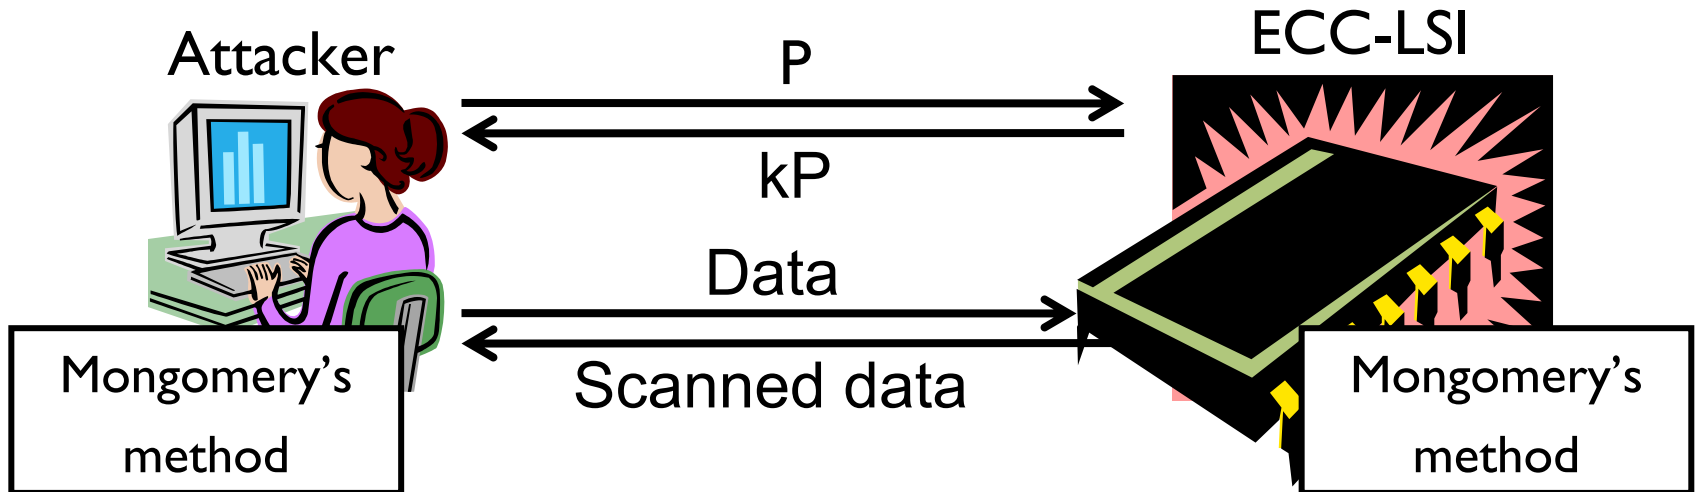 Attacker
P
ECC-LSI
kP
Data
Scanned data
Mongomery's
method
Mongomery's
method